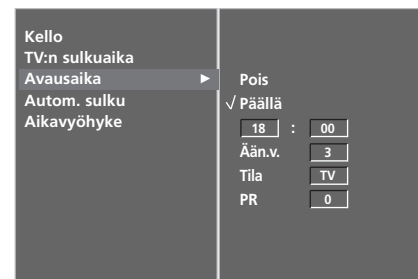 Kello
TV:n sulkuaika
Avausaika ►
Autom. sulku
Aikavyöhyke
Pois
√ Päällä
18 : 00
Ään.v. 3
Tila TV
PR 0